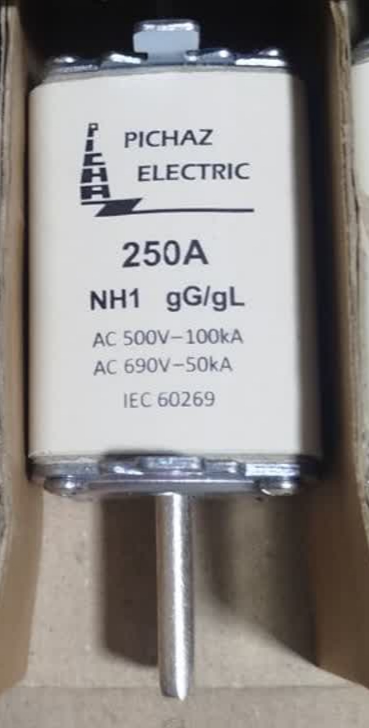 PICHAZ
PICHAZ
ELECTRIC
250A
NH1 gG/gL
AC 500V–100kA
AC 690V–50kA
IEC 60269